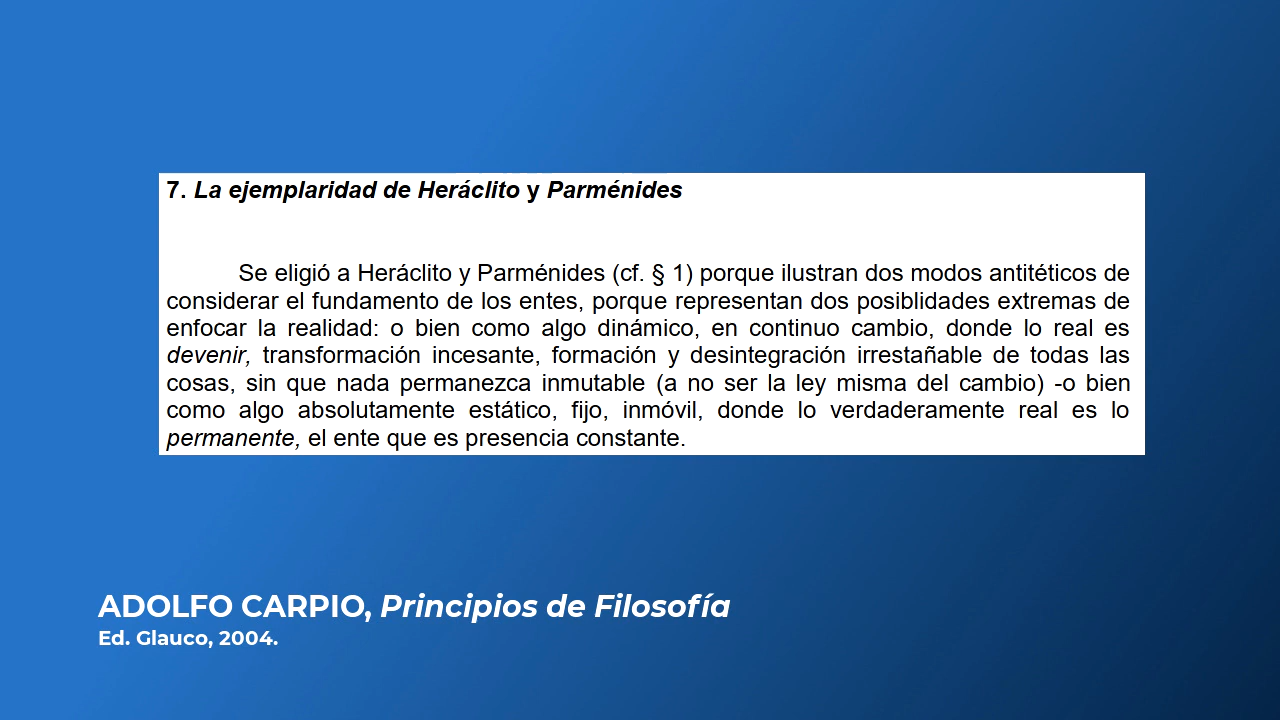 7. La ejemplaridad de Heráclito y Parménides
Se eligió a Heráclito y Parménides (cf. § 1) porque ilustran dos modos antitéticos de
considerar el fundamento de los entes, porque representan dos posiblidades extremas de
enfocar la realidad: o bien como algo dinámico, en continuo cambio, donde lo real es
devenir, transformación incesante, formación y desintegración irrestañable de todas las
cosas, sin que nada permanezca inmutable (a no ser la ley misma del cambio) -o bien
como algo absolutamente estático, fijo, inmóvil, donde lo verdaderamente real es lo
permanente, el ente que es presencia constante.
ADOLFO CARPIO, Principios de Filosofía
Ed. Glauco, 2004.